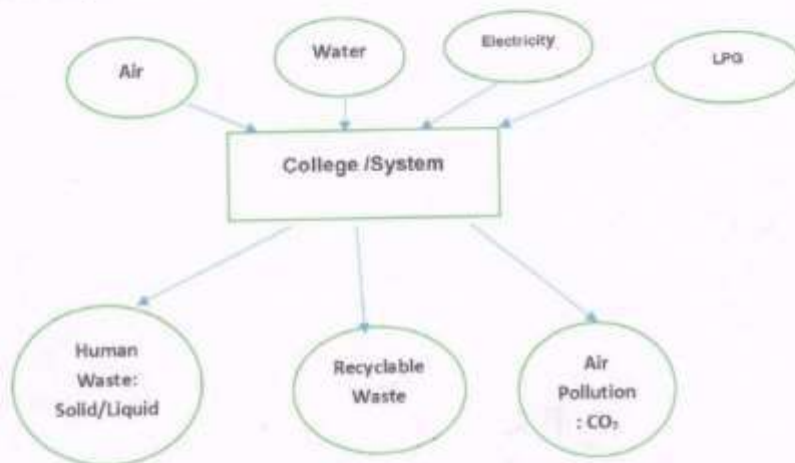 Air
Water
Electricity
LPG
College /System
Human
Waste:
Solid/Liquid
Recyclable
Waste
Air
Pollution
: CO₂